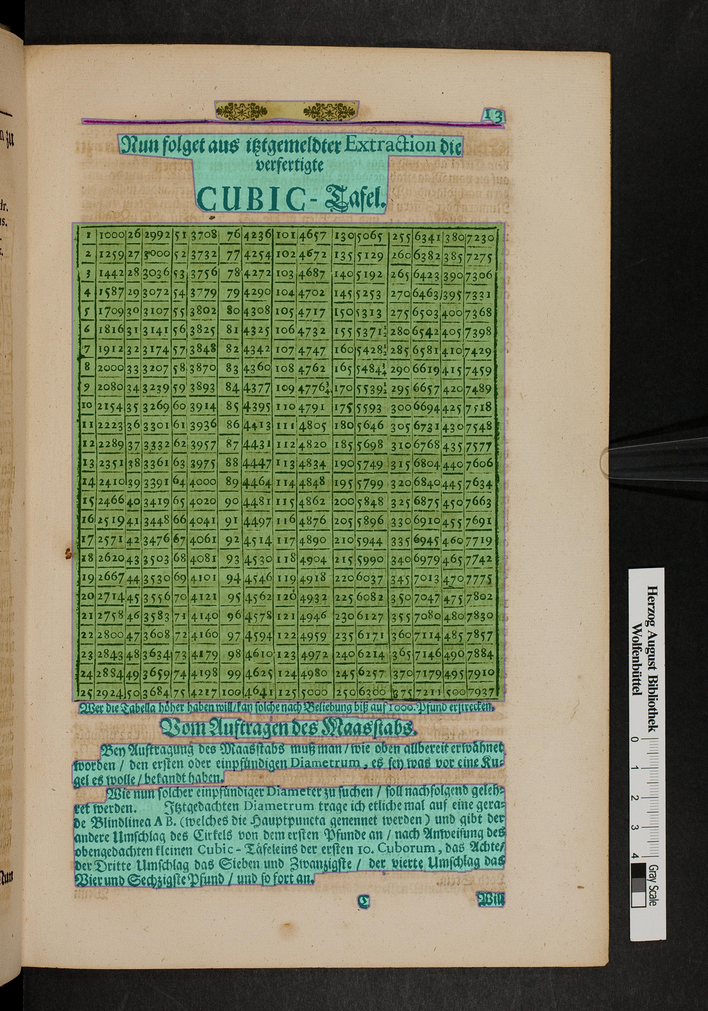 13
Nun folget aus itztgemeldter Extraction die
verfertigte
CUBIC-Tafel.
1 1000 26 2992 51 3708 76 4236 101 4657 130 5065 255 6341 380 7230
2 1259 27 3000 52 3732 77 4254 102 4672 135 5129 260 6382 385 7275
3 1442 28 3036 53 3756 78 4272 103 4687 140 5192 265 6423 390 7306
4 1587 29 3072 54 3779 79 4290 104 4702 145 5253 270 6463 395 7331
5 1709 30 3107 55 3802 80 4308 105 4717 150 5313 275 6503 400 7368
6 1816 31 3141 56 3825 81 4325 106 4732 155 5371 280 6542 405 7398
7 1912 32 3174 57 3848 82 4342 107 4747 160 5428 285 6581 410 7429
8 2000 33 3207 58 3870 83 4360 108 4762 165 5484 290 6619 415 7459
9 2080 34 3239 59 3893 84 4377 109 4776 170 5539 295 6657 420 7489
10 2154 35 3269 60 3914 85 4395 110 4791 175 5593 300 6694 425 7518
11 2223 36 3301 61 3936 86 4413 111 4805 180 5646 305 6731 430 7548
12 2289 37 3332 62 3957 87 4431 112 4820 185 5698 310 6768 435 7577
13 2351 38 3361 63 3975 88 4447 113 4834 190 5749 315 6804 440 7606
14 2410 39 3391 64 4000 89 4464 114 4848 195 5799 320 6840 445 7634
15 2466 40 3419 65 4020 90 4481 115 4862 200 5848 325 6875 450 7663
16 2519 41 3448 66 4041 91 4497 116 4876 205 5896 330 6910 455 7691
17 2571 42 3476 67 4061 92 4514 117 4890 210 5944 335 6945 460 7719
18 2620 43 3503 68 4081 93 4530 118 4904 215 5990 340 6979 465 7742
19 2667 44 3530 69 4101 94 4546 119 4918 220 6037 345 7013 470 7775
20 2714 45 3556 70 4121 95 4562 120 4932 225 6082 350 7047 475 7802
21 2758 46 3583 71 4140 96 4578 121 4946 230 6127 355 7080 480 7830
22 2800 47 3608 72 4160 97 4594 122 4959 235 6171 360 7114 485 7857
23 2843 48 3634 73 4179 98 4610 123 4972 240 6214 365 7146 490 7884
24 2884 49 3659 74 4198 99 4625 124 4980 245 6257 370 7179 495 7910
25 2924 50 3684 75 4217 100 4641 125 5000 250 6300 375 7211 500 7937
Wer die Tabella höher haben will / kan solche nach Beliebung biß auf 1000. Pfund erstrecken.
Vom Auftragen des Maasstabs.
Bey Auftragung des Maasstabs muß man / wie oben allbereit erwähnet
worden / den ersten oder einpfündigen Diametrum, es sey was vor eine Ku-
gel es wolle / bekandt haben.
Wie nun solcher einpfündiger Diameter zu suchen / soll nachfolgend geleh-
ret werden. Jtztgedachten Diametrum trage ich etliche mal auf eine gera-
de Blindlinea A B. (welches die Hauptpuncta genennet werden) und gibt der
andere Umschlag des Cirkels von dem ersten Pfunde an / nach Anweisung des
obengedachten kleinen Cubic-Täfeleins der ersten 10. Cuborum, das Achte /
der Dritte Umschlag das Sieben und Zwanzigste / der vierte Umschlag das
Vier und Sechzigste Pfund / und so fort an.
C Will
Herzog August Bibliothek
Wolfenbüttel
0 1 2 3 4
Gray Scale